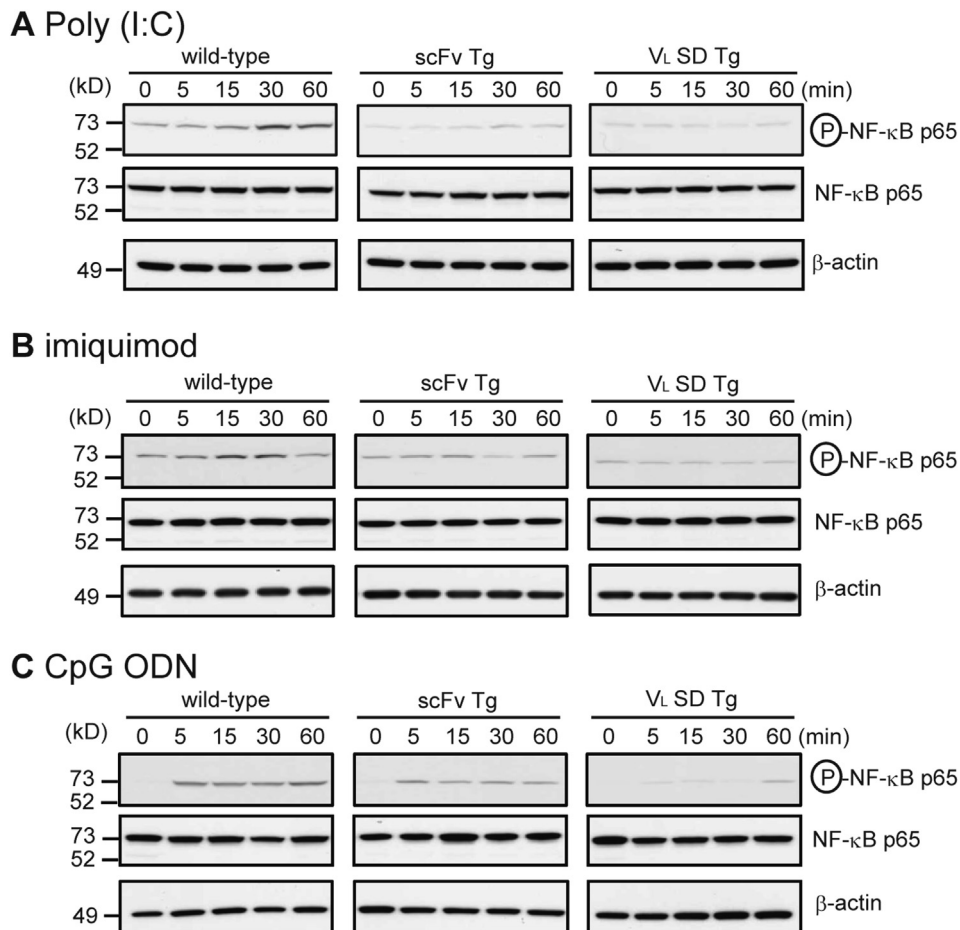 A Poly (I:C)
wild-type scFv Tg VL SD Tg
(kD) 0 5 15 30 60 0 5 15 30 60 0 5 15 30 60 (min)
73 P-NF-κB p65
52
73 NF-κB p65
52
49 β-actin
B imiquimod
wild-type scFv Tg VL SD Tg
(kD) 0 5 15 30 60 0 5 15 30 60 0 5 15 30 60 (min)
73 P-NF-κB p65
52
73 NF-κB p65
52
49 β-actin
C CpG ODN
wild-type scFv Tg VL SD Tg
(kD) 0 5 15 30 60 0 5 15 30 60 0 5 15 30 60 (min)
73 P-NF-κB p65
52
73 NF-κB p65
52
49 β-actin